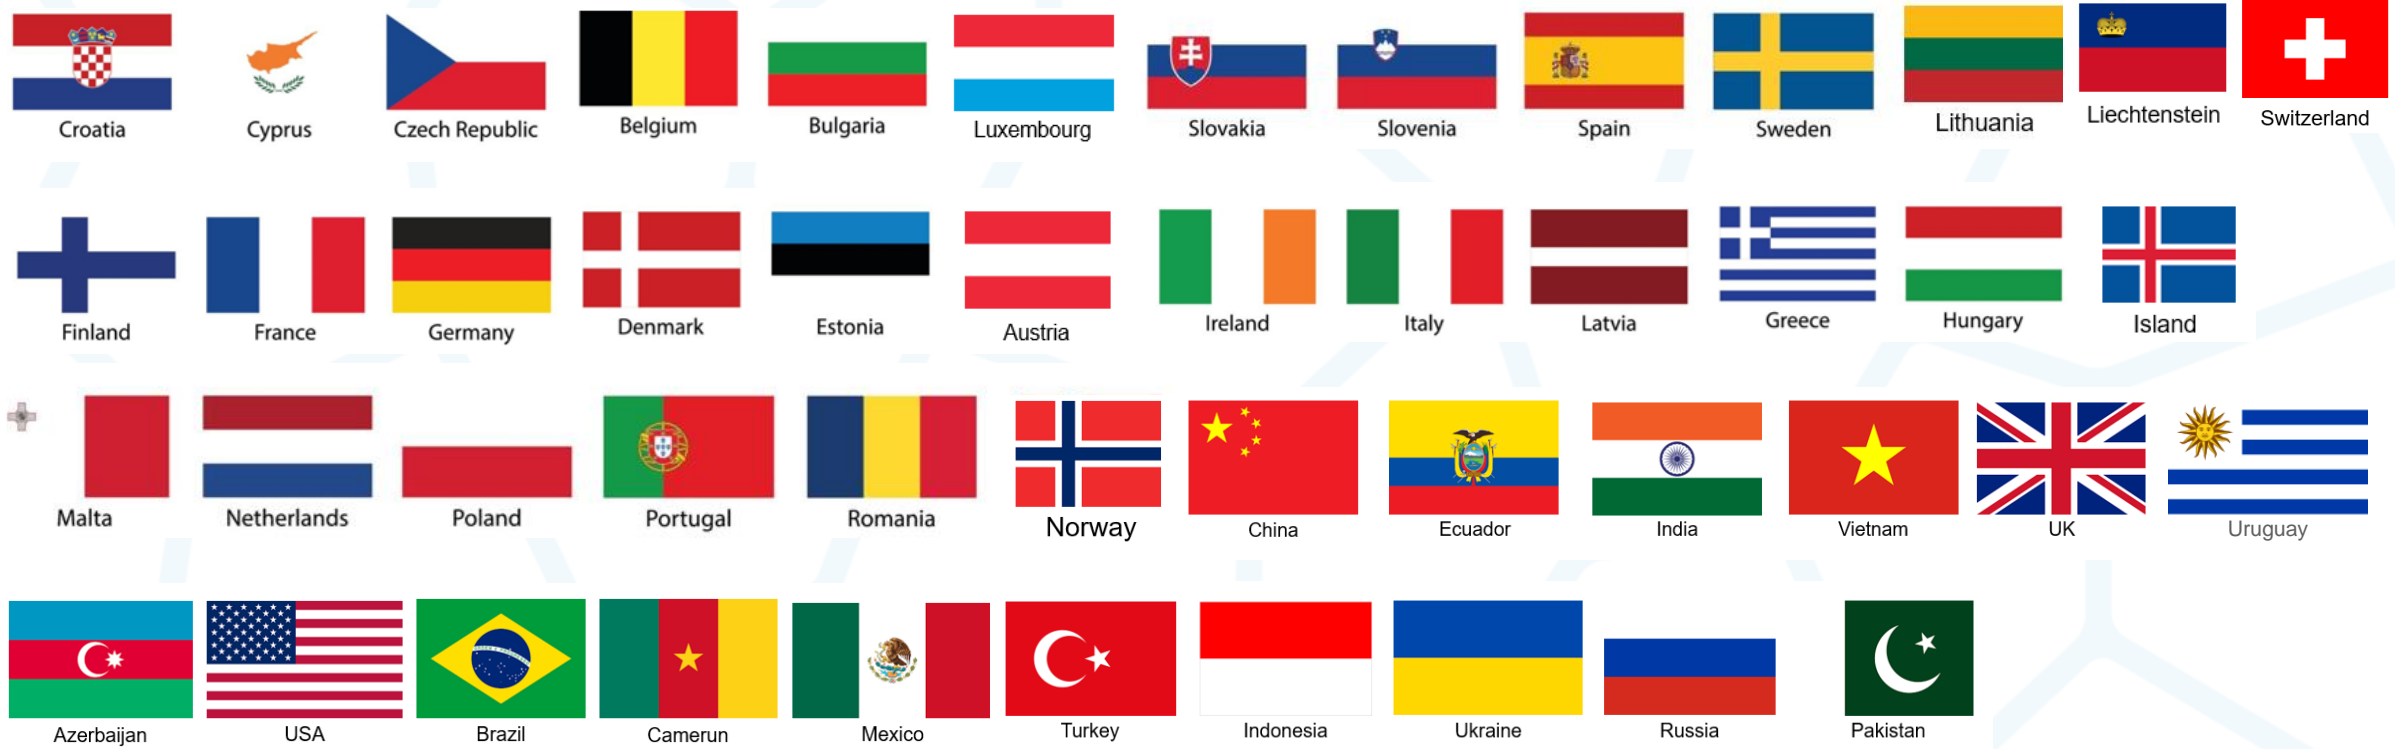 Croatia
Cyprus
Czech Republic
Belgium
Bulgaria
Luxembourg
Slovakia
Slovenia
Spain
Sweden
Lithuania
Liechtenstein
Switzerland
Finland
France
Germany
Denmark
Estonia
Austria
Ireland
Italy
Latvia
Greece
Hungary
Island
Malta
Netherlands
Poland
Portugal
Romania
Norway
China
Ecuador
India
Vietnam
UK
Uruguay
Azerbaijan
USA
Brazil
Camerun
Mexico
Turkey
Indonesia
Ukraine
Russia
Pakistan